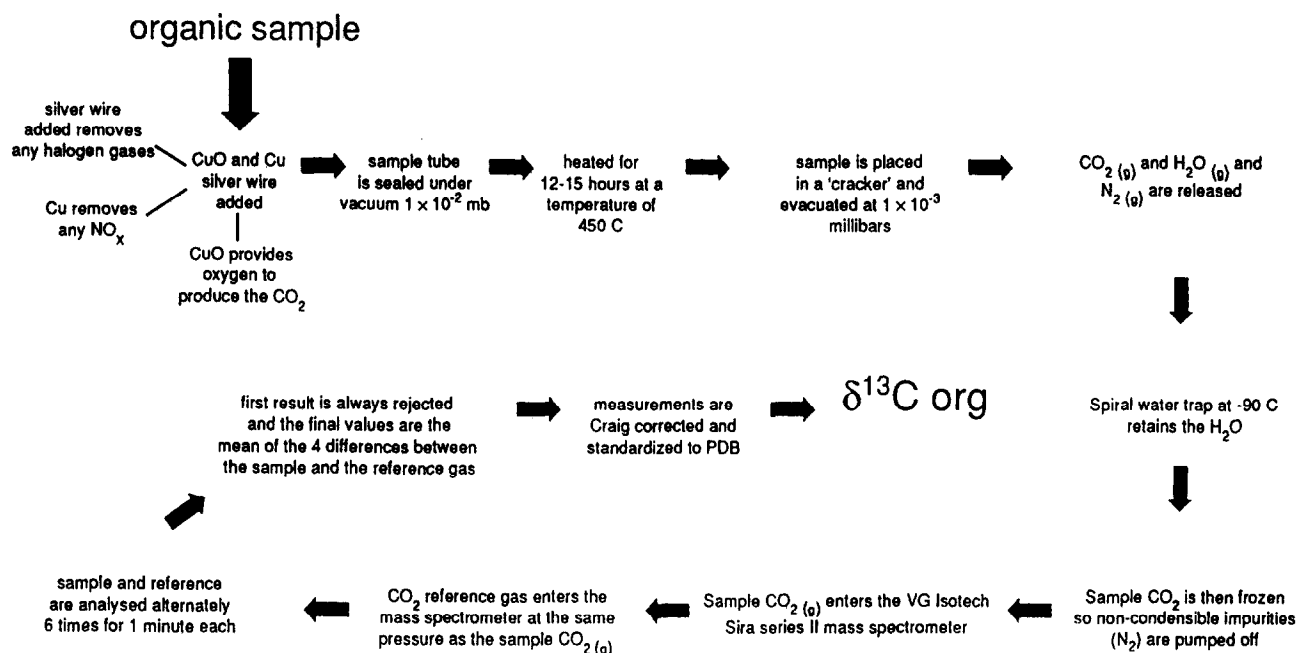 organic sample
silver wire
added removes
any halogen gases
Cu removes
any NOx
CuO and Cu
silver wire
added
CuO provides
oxygen to
produce the CO2
sample tube
is sealed under
vacuum 1 × 10-2 mb
heated for
12-15 hours at a
temperature of
450 C
sample is placed
in a 'cracker' and
evacuated at 1 × 10-3
millibars
CO2 (g) and H2O (g) and
N2 (g) are released
Spiral water trap at -90 C
retains the H2O
Sample CO2 is then frozen
so non-condensible impurities
(N2) are pumped off
Sample CO2 (g) enters the VG Isotech
Sira series II mass spectrometer
CO2 reference gas enters the
mass spectrometer at the same
pressure as the sample CO2 (g)
sample and reference
are analysed alternately
6 times for 1 minute each
first result is always rejected
and the final values are the
mean of the 4 differences between
the sample and the reference gas
measurements are
Craig corrected and
standardized to PDB
δ13C org